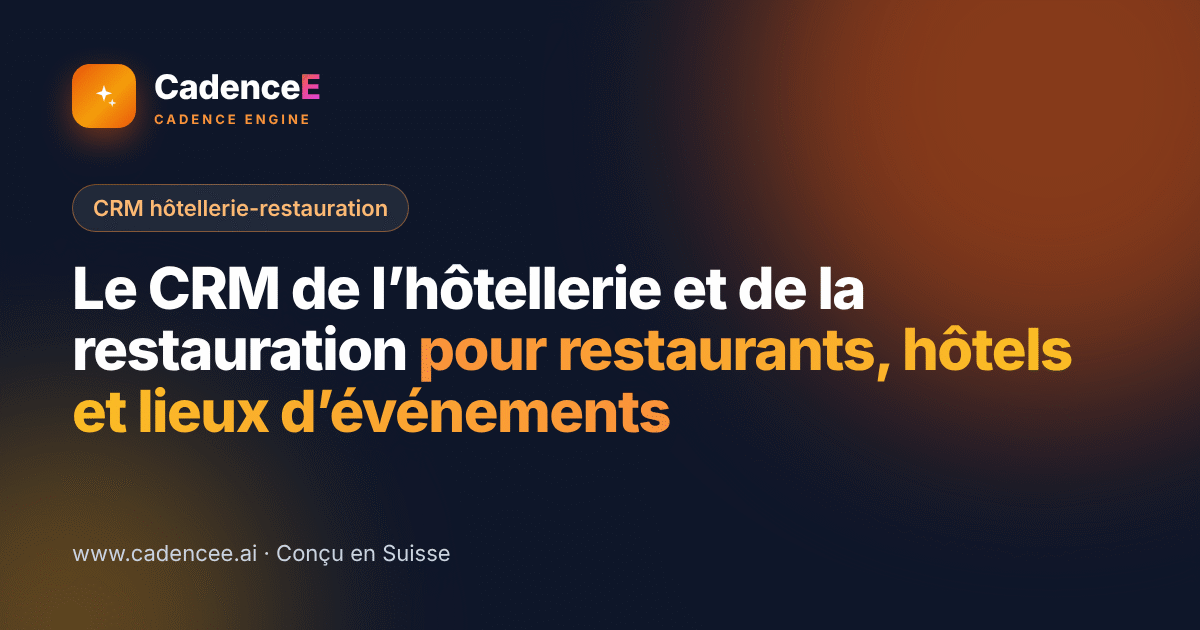 CadenceE
CADENCE ENGINE
CRM hôtellerie-restauration
Le CRM de l’hôtellerie et de la
restauration pour restaurants, hôtels
et lieux d’événements
www.cadencee.ai · Conçu en Suisse